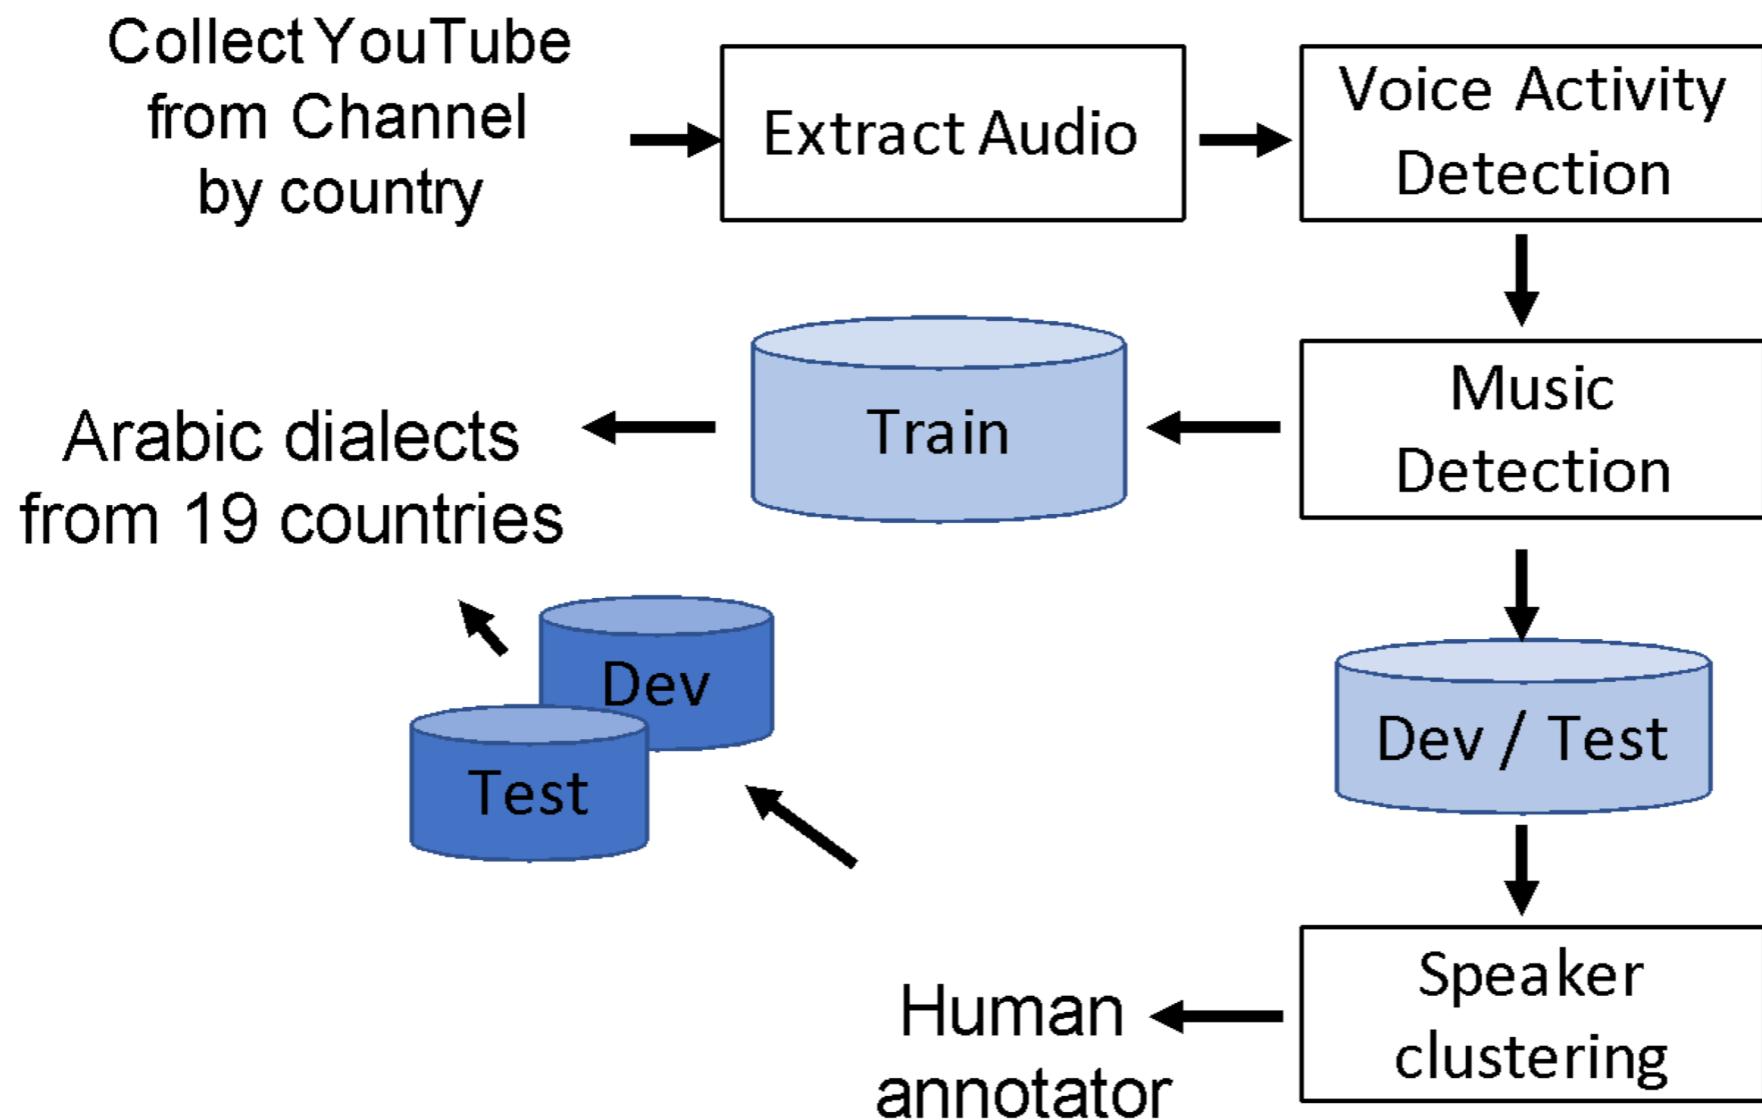 Collect YouTube
from Channel
by country
Extract Audio
Voice Activity
Detection
Music
Detection
Train
Arabic dialects
from 19 countries
Dev
Test
Dev / Test
Speaker
clustering
Human
annotator